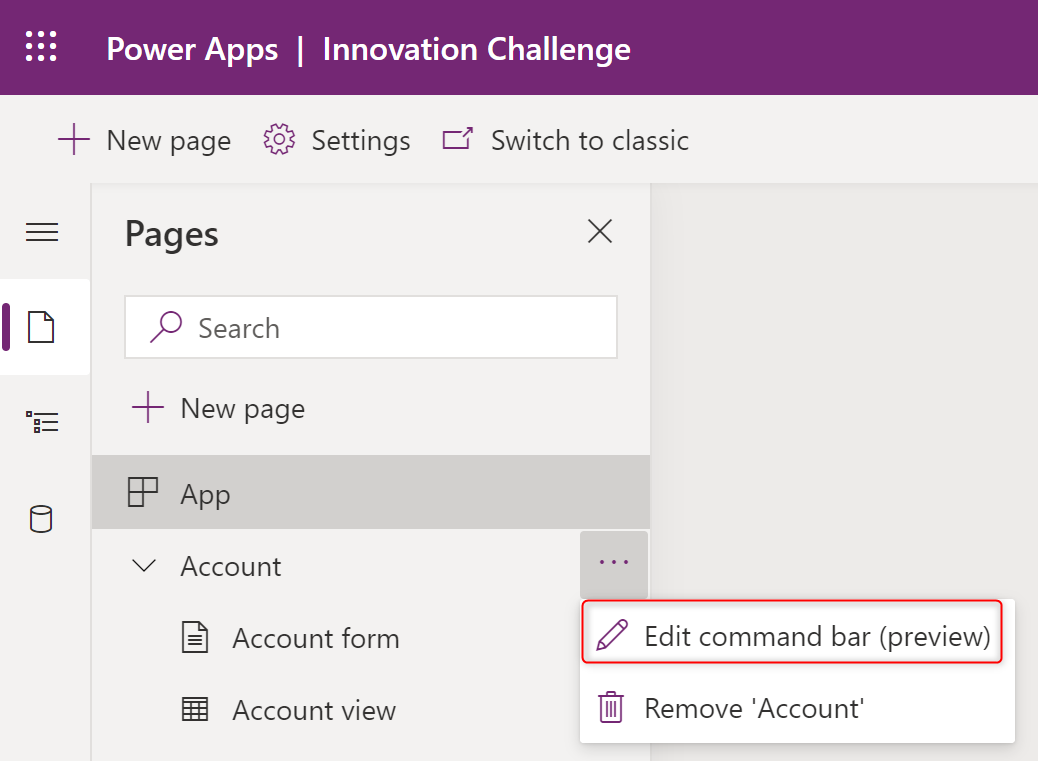 Power Apps | Innovation Challenge
New page Settings Switch to classic
Pages
Search
New page
App
Account
Edit command bar (preview)
Account form
Remove 'Account'
Account view